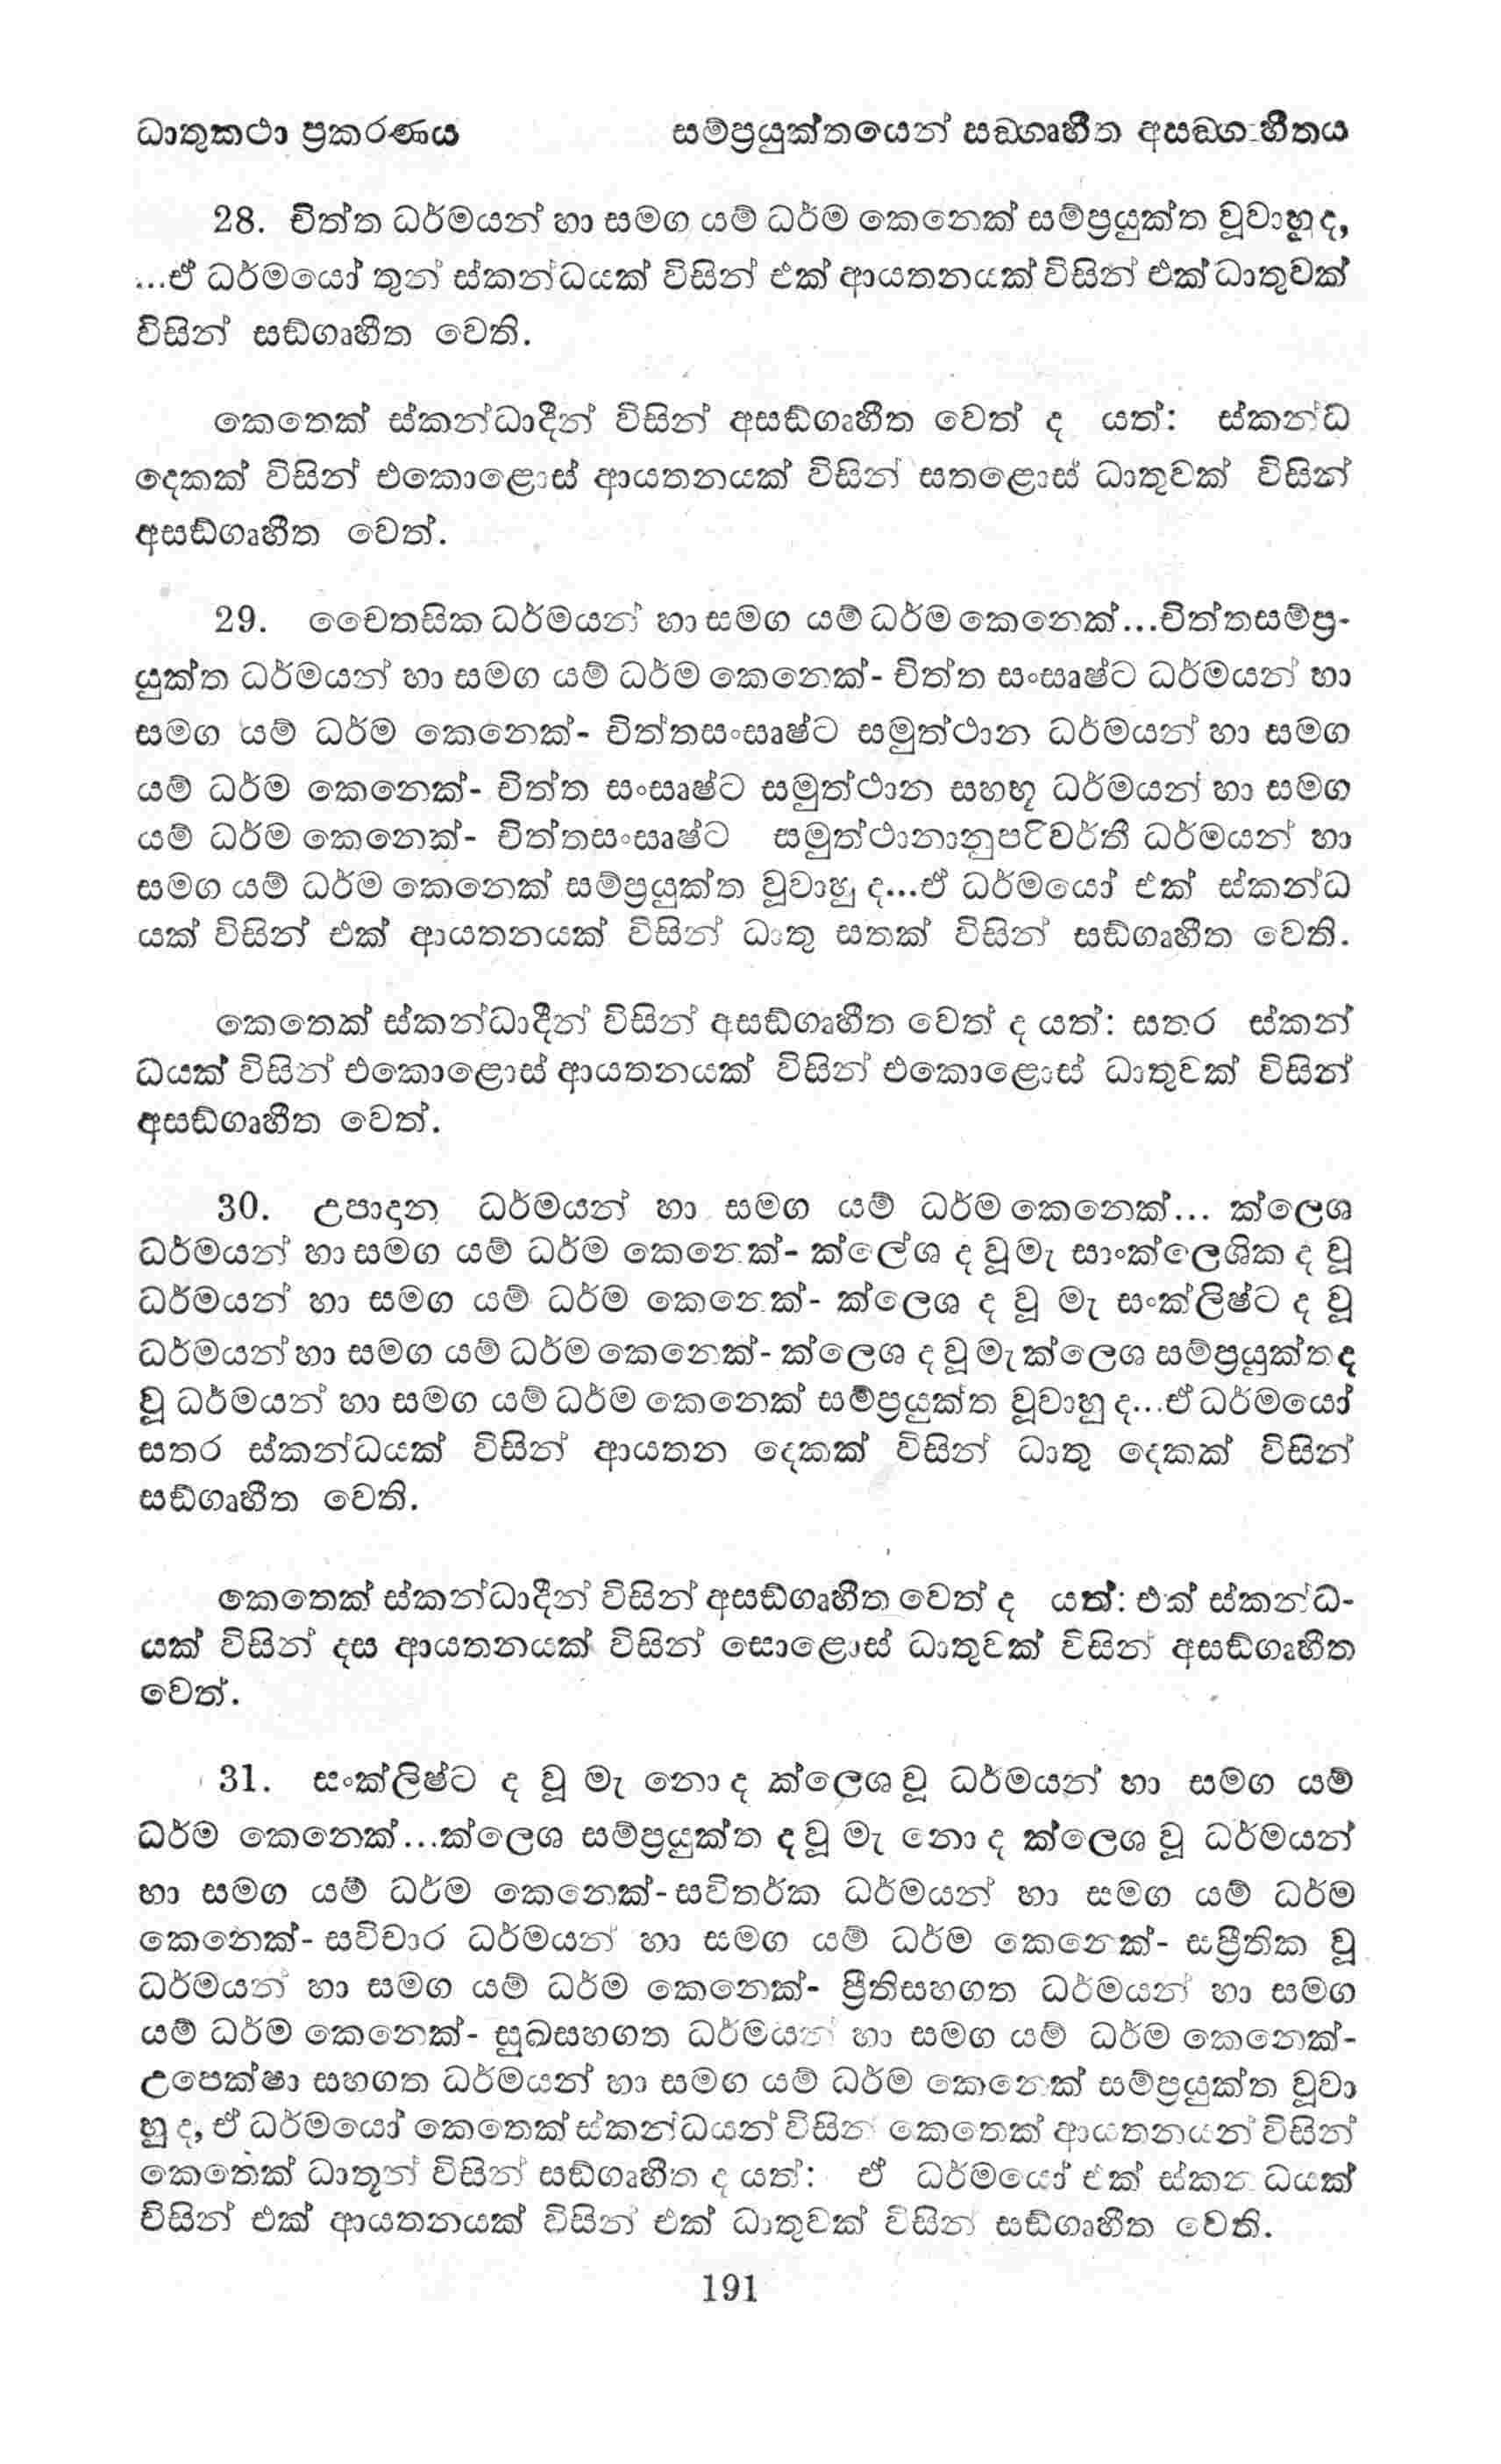 ධාතුකථා ප්‍රකරණය සම්ප්‍රයුක්තයෙන් සඞ්ගෘහීත අසඞ්ගෘහීතය
28. චිත්ත ධර්මයන් හා සමග යම් ධර්ම කෙනෙක් සම්ප්‍රයුක්ත වූවාහු ද,
...ඒ ධර්මයෝ තුන් ස්කන්ධයක් විසින් එක් ආයතනයක් විසින් එක් ධාතුවක්
විසින් සඞ්ගෘහීත වෙති.
කෙතෙක් ස්කන්ධාදීන් විසින් අසඞ්ගෘහීත වෙත් ද යත්: ස්කන්ධ
දෙකක් විසින් එකොළොස් ආයතනයක් විසින් සතළොස් ධාතුවක් විසින්
අසඞ්ගෘහීත වෙත්.
29. චෛතසික ධර්මයන් හා සමග යම් ධර්ම කෙනෙක්...චිත්තසම්ප්‍ර-
යුක්ත ධර්මයන් හා සමග යම් ධර්ම කෙනෙක්- චිත්ත සංසෘෂ්ට ධර්මයන් හා
සමග යම් ධර්ම කෙනෙක්- චිත්තසංසෘෂ්ට සමුත්ථාන ධර්මයන් හා සමග
යම් ධර්ම කෙනෙක්- චිත්ත සංසෘෂ්ට සමුත්ථාන සහභූ ධර්මයන් හා සමග
යම් ධර්ම කෙනෙක්- චිත්තසංසෘෂ්ට සමුත්ථානානුපරිවර්තී ධර්මයන් හා
සමග යම් ධර්ම කෙනෙක් සම්ප්‍රයුක්ත වූවාහු ද...ඒ ධර්මයෝ එක් ස්කන්ධ
යක් විසින් එක් ආයතනයක් විසින් ධාතු සතක් විසින් සඞ්ගෘහීත වෙති.
කෙතෙක් ස්කන්ධාදීන් විසින් අසඞ්ගෘහීත වෙත් ද යත්: සතර ස්කන්
ධයක් විසින් එකොළොස් ආයතනයක් විසින් එකොළොස් ධාතුවක් විසින්
අසඞ්ගෘහීත වෙත්.
30. උපාදාන ධර්මයන් හා සමග යම් ධර්ම කෙනෙක්... ක්ලෙශ
ධර්මයන් හා සමග යම් ධර්ම කෙනෙක්- ක්ලේශ ද වූ මැ සාංක්ලෙශික ද වූ
ධර්මයන් හා සමග යම් ධර්ම කෙනෙක්- ක්ලෙශ ද වූ මැ සංක්ලිෂ්ට ද වූ
ධර්මයන් හා සමග යම් ධර්ම කෙනෙක්- ක්ලෙශ ද වූ මැ ක්ලෙශ සම්ප්‍රයුක්ත ද
වූ ධර්මයන් හා සමග යම් ධර්ම කෙනෙක් සම්ප්‍රයුක්ත වූවාහු ද...ඒ ධර්මයෝ
සතර ස්කන්ධයක් විසින් ආයතන දෙකක් විසින් ධාතු දෙකක් විසින්
සඞ්ගෘහීත වෙති.
කෙතෙක් ස්කන්ධාදීන් විසින් අසඞ්ගෘහීත වෙත් ද යත්: එක් ස්කන්ධ-
යක් විසින් දස ආයතනයක් විසින් සොළොස් ධාතුවක් විසින් අසඞ්ගෘහීත
වෙත්.
31. සංක්ලිෂ්ට ද වූ මැ නො ද ක්ලෙශ වූ ධර්මයන් හා සමග යම්
ධර්ම කෙනෙක්...ක්ලෙශ සම්ප්‍රයුක්ත ද වූ මැ නො ද ක්ලෙශ වූ ධර්මයන්
හා සමග යම් ධර්ම කෙනෙක්-සවිතර්ක ධර්මයන් හා සමග යම් ධර්ම
කෙනෙක්- සවිචාර ධර්මයන් හා සමග යම් ධර්ම කෙනෙක්- සප්‍රීතික වූ
ධර්මයන් හා සමග යම් ධර්ම කෙනෙක්- ප්‍රීතිසහගත ධර්මයන් හා සමග
යම් ධර්ම කෙනෙක්- සුඛසහගත ධර්මයන් හා සමග යම් ධර්ම කෙනෙක්-
උපෙක්ෂා සහගත ධර්මයන් හා සමග යම් ධර්ම කෙනෙක් සම්ප්‍රයුක්ත වූවා
හු ද, ඒ ධර්මයෝ කෙතෙක් ස්කන්ධයන් විසින් කෙතෙක් ආයතනයන් විසින්
කෙතෙක් ධාතූන් විසින් සඞ්ගෘහීත ද යත්: ඒ ධර්මයෝ එක් ස්කන්ධයක්
විසින් එක් ආයතනයක් විසින් එක් ධාතුවක් විසින් සඞ්ගෘහීත වෙති.
191